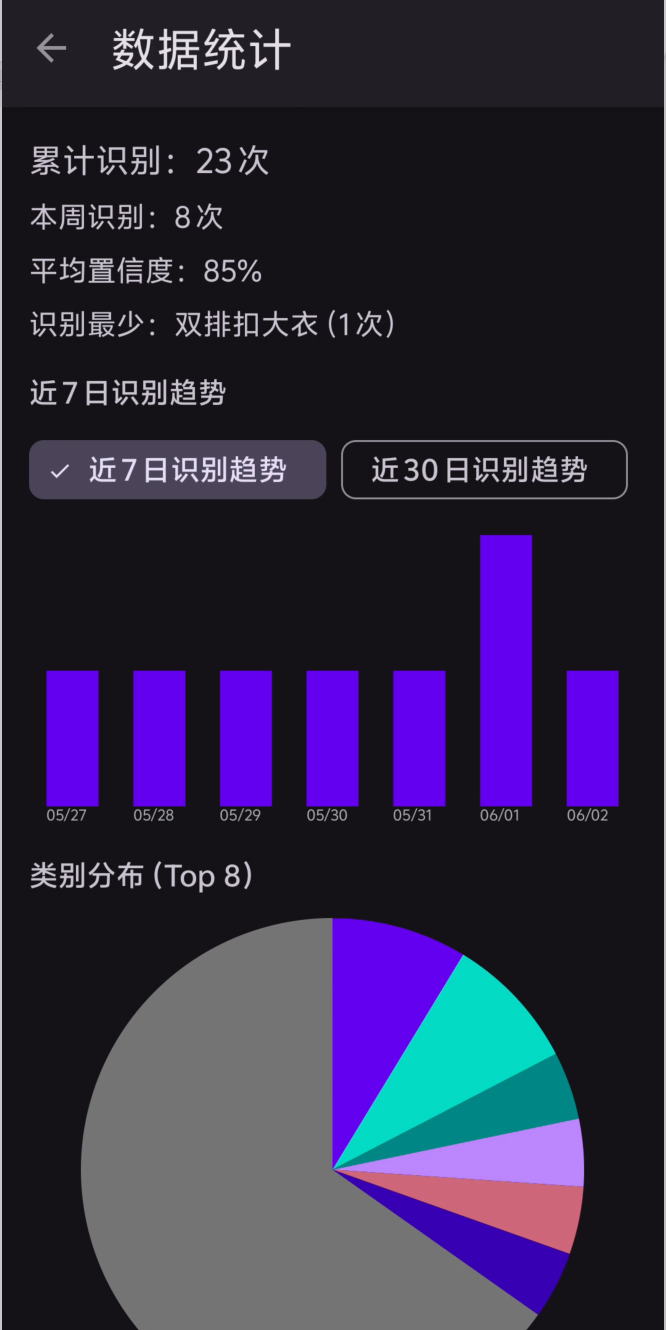 数据统计
累计识别：23次
本周识别：8次
平均置信度：85%
识别最少：双排扣大衣 (1次)
近7日识别趋势
近7日识别趋势
近30日识别趋势
05/27 05/28 05/29 05/30 05/31 06/01 06/02
类别分布 (Top 8)